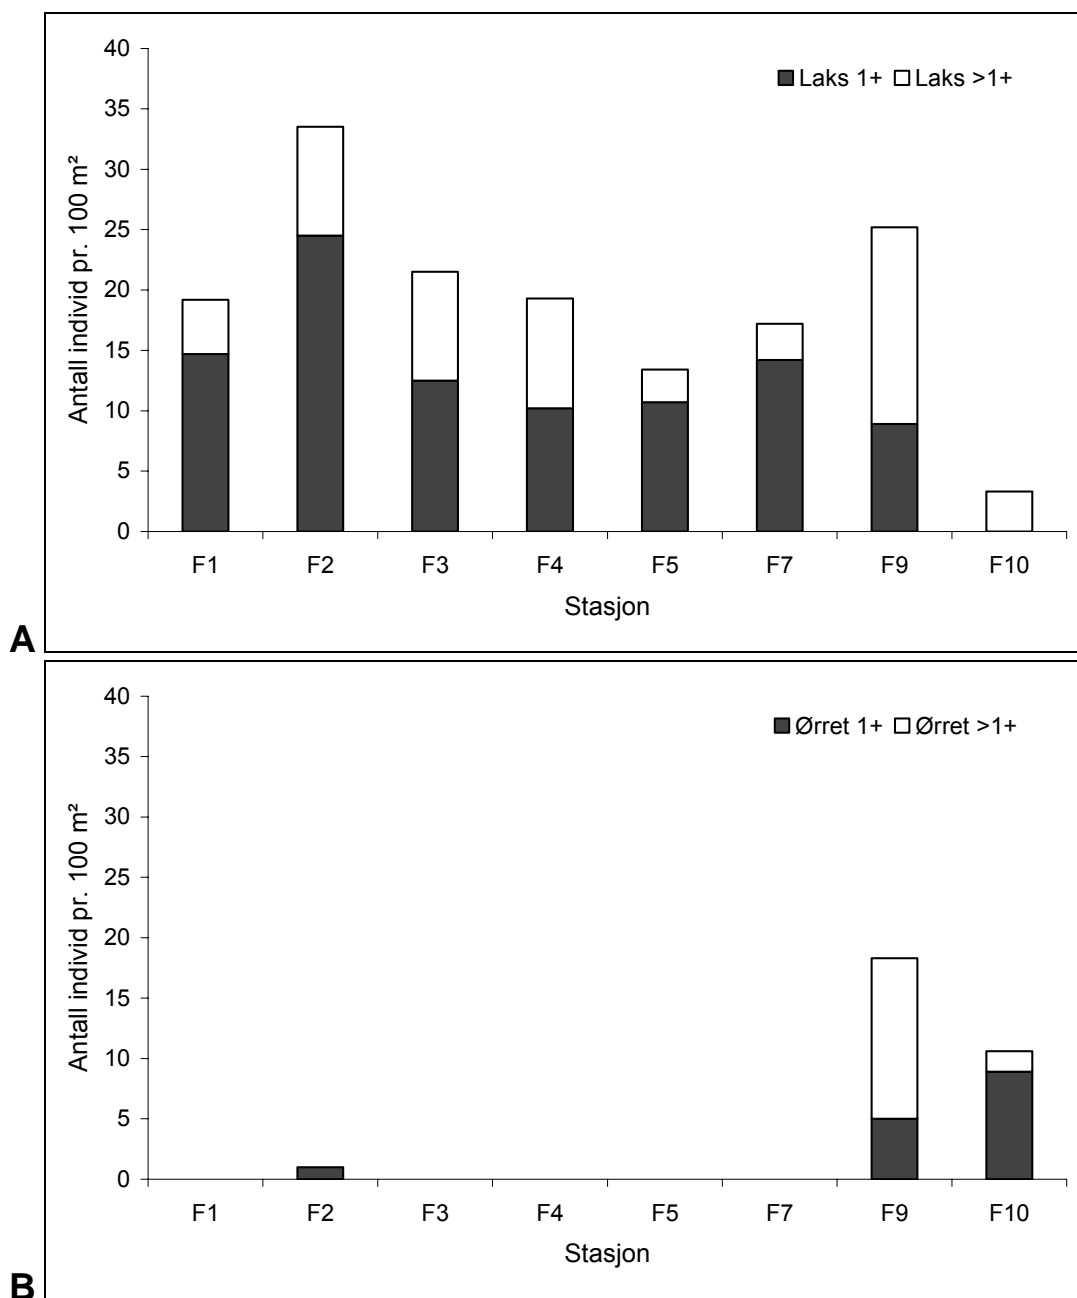 40
35
30
25
20
15
10
5
0
Antall individ pr. 100 m²
Laks 1+ Laks >1+
F1 F2 F3 F4 F5 F7 F9 F10
Stasjon
A
40
35
30
25
20
15
10
5
0
Antall individ pr. 100 m²
Ørret 1+ Ørret >1+
F1 F2 F3 F4 F5 F7 F9 F10
Stasjon
B